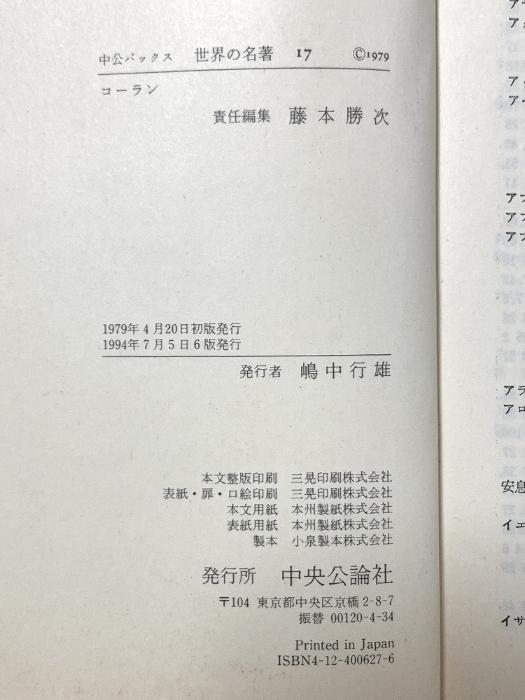 中公バックス 世界の名著 17 ©1979
コーラン
責任編集 藤本勝次
1979年4月20日初版発行
1994年7月5日6版発行
発行者 嶋中行雄
本文整版印刷 三晃印刷株式会社
表紙・扉・口絵印刷 三晃印刷株式会社
本文用紙 本州製紙株式会社
表紙用紙 本州製紙株式会社
製本 小泉製本株式会社
発行所 中央公論社
〒104 東京都中央区京橋2-8-7
振替 00120-4-34
Printed in Japan
ISBN4-12-400627-6
アラ
アロ
安息
イエ
イサ